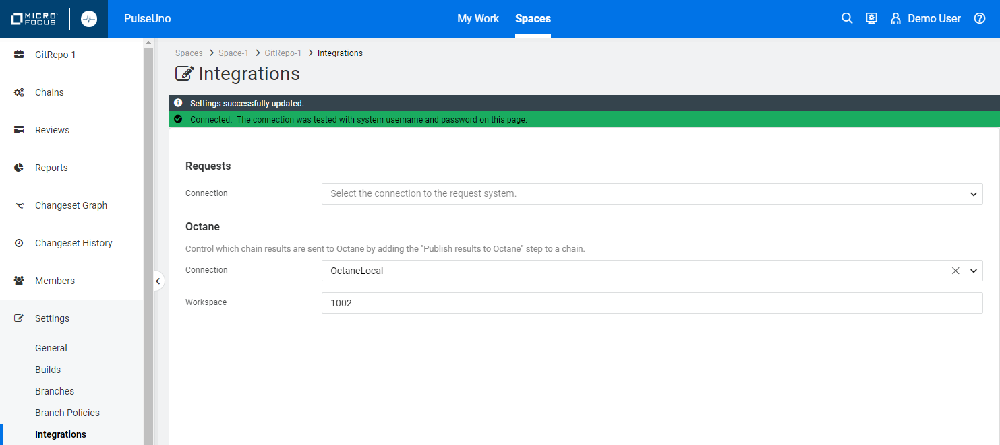 MICRO
FOCUS
PulseUno
My Work
Spaces
Demo User
GitRepo-1
Chains
Reviews
Reports
Changeset Graph
Changeset History
Members
Settings
General
Builds
Branches
Branch Policies
Integrations
Spaces > Space-1 > GitRepo-1 > Integrations
Integrations
Settings successfully updated.
Connected. The connection was tested with system username and password on this page.
Requests
Connection
Select the connection to the request system.
Octane
Control which chain results are sent to Octane by adding the "Publish results to Octane" step to a chain.
Connection
OctaneLocal
Workspace
1002